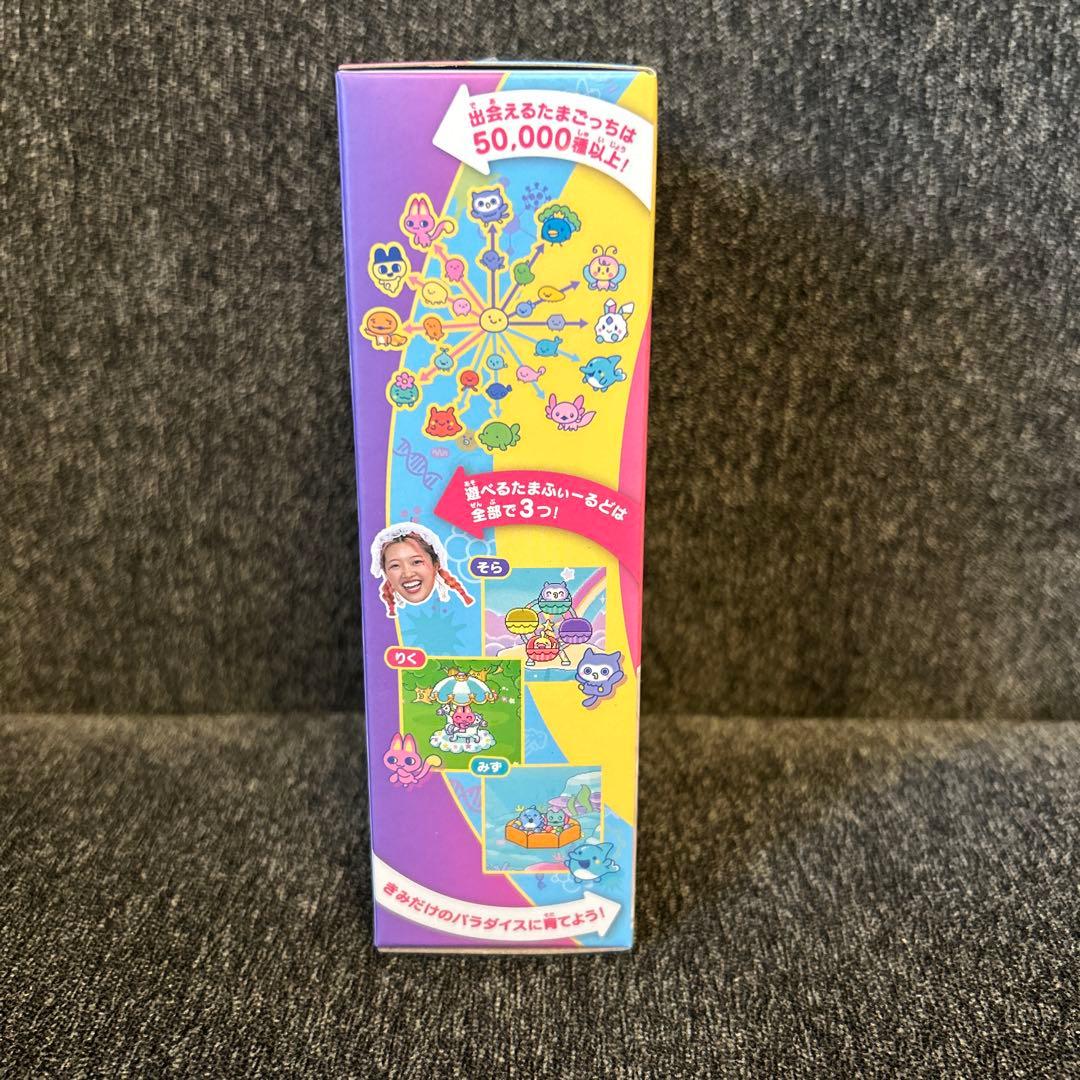 出会えるたまごっちは
50,000種以上!
遊べるたまふぃーるどは
全部で3つ!
そら
りく
みず
きみだけのパラダイスに育てよう!